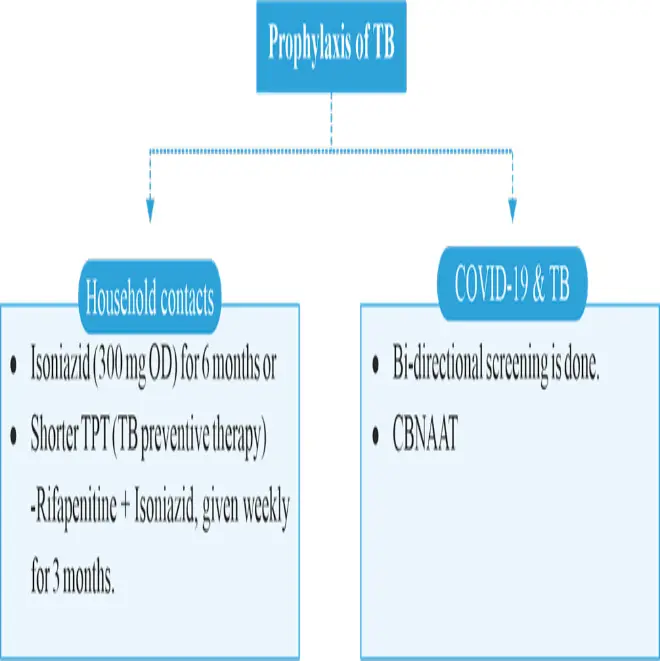 Prophylaxis of TB
Household contacts
• Isoniazid (300 mg OD) for 6 months or
• Shorter TPT (TB preventive therapy)
-Rifapenitine + Isoniazid, given weekly
for 3 months.
COVID-19 & TB
• Bi-directional screening is done.
• CBNAAT